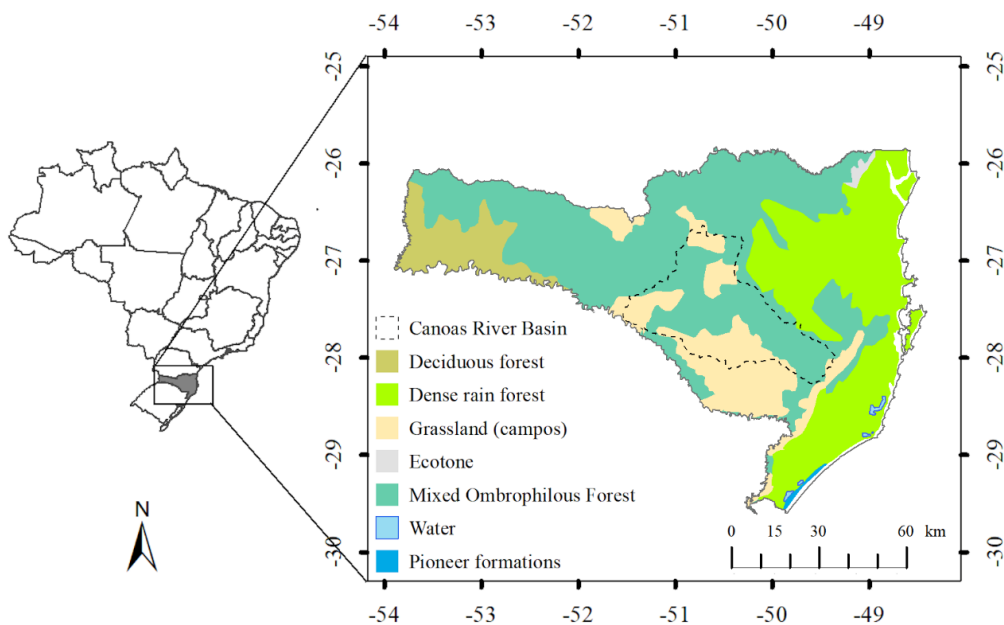 -54 -53 -52 -51 -50 -49
-25 -25
-26 -26
-27 -27
-28 -28
-29 -29
-30 -30
Canoas River Basin
Deciduous forest
Dense rain forest
Grassland (campos)
Ecotone
Mixed Ombrophilous Forest
Water
Pioneer formations
N
0 15 30 60 km
-54 -53 -52 -51 -50 -49